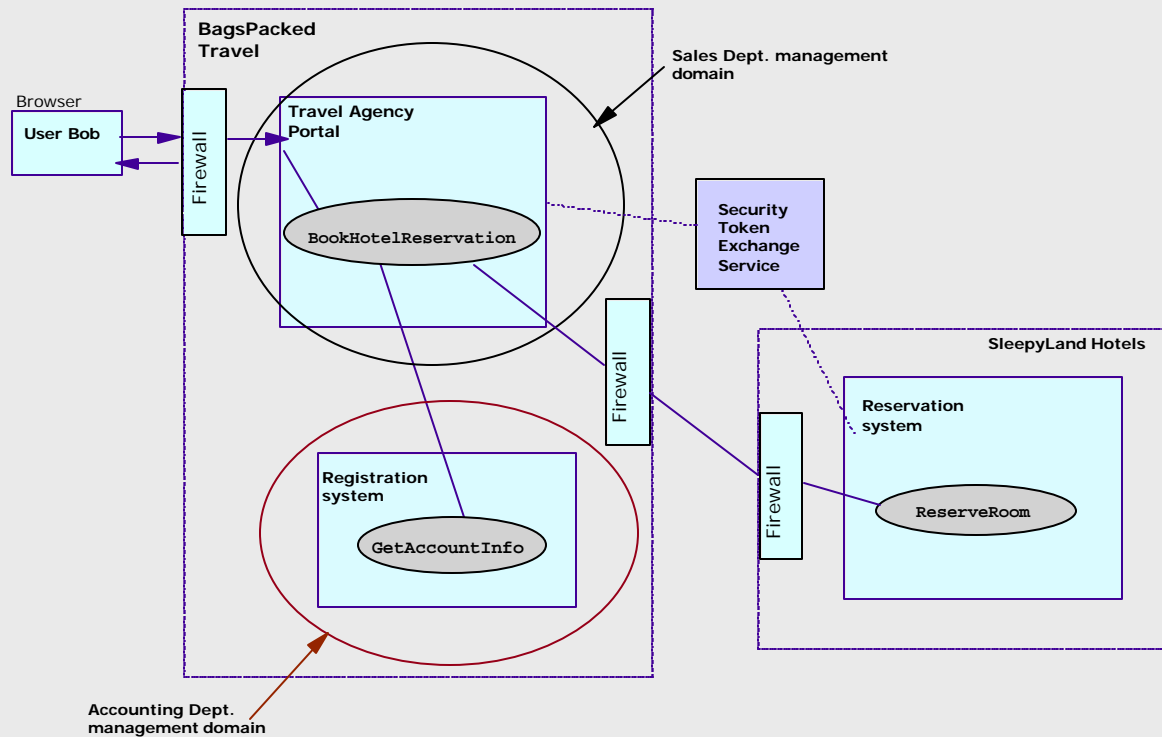 BagsPacked
Travel
Sales Dept. management
domain
Browser
User Bob
Firewall
Travel Agency
Portal
BookHotelReservation
Security
Token
Exchange
Service
Firewall
SleepyLand Hotels
Reservation
system
Firewall
ReserveRoom
Registration
system
GetAccountInfo
Accounting Dept.
management domain